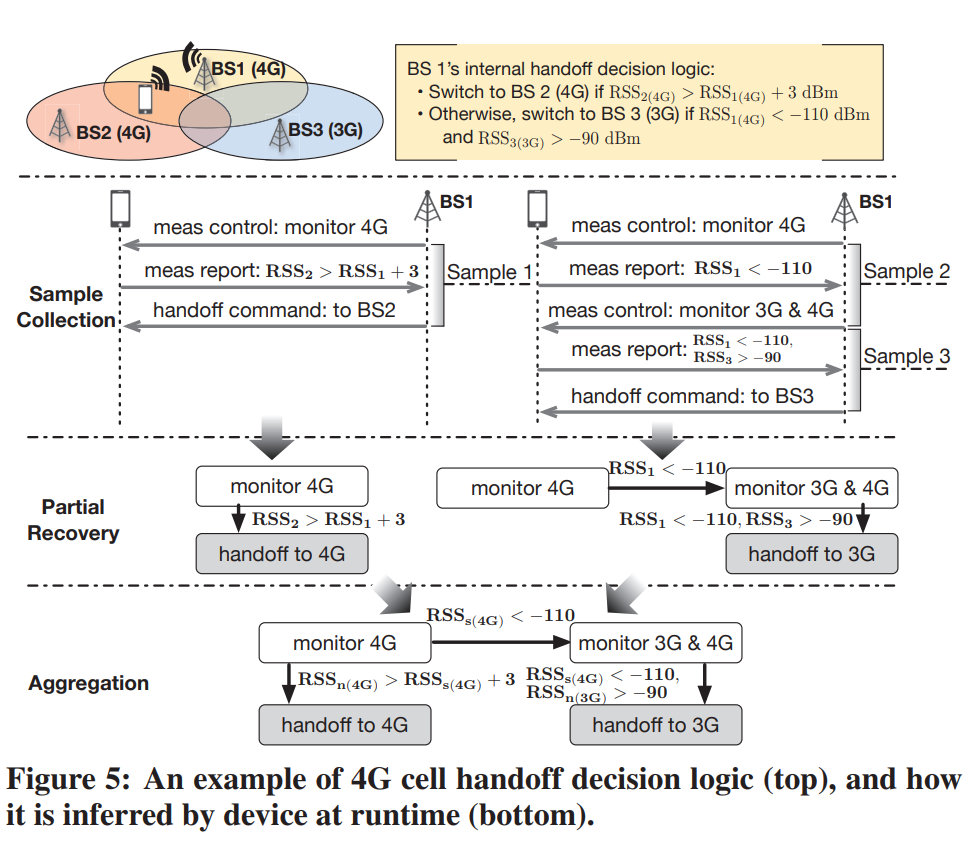 BS1 (4G)
BS2 (4G)
BS3 (3G)
BS 1's internal handoff decision logic:
• Switch to BS 2 (4G) if RSS2(4G) > RSS1(4G) + 3 dBm
• Otherwise, switch to BS 3 (3G) if RSS1(4G) < −110 dBm
and RSS3(3G) > −90 dBm
Sample
Collection
BS1
meas control: monitor 4G
meas report: RSS2 > RSS1 + 3
Sample 1
handoff command: to BS2
BS1
meas control: monitor 4G
meas report: RSS1 < −110
Sample 2
meas control: monitor 3G & 4G
meas report: RSS1 < −110,
RSS3 > −90
Sample 3
handoff command: to BS3
Partial
Recovery
monitor 4G
RSS2 > RSS1 + 3
handoff to 4G
monitor 4G
RSS1 < −110
monitor 3G & 4G
RSS1 < −110, RSS3 > −90
handoff to 3G
Aggregation
monitor 4G
RSSs(4G) < −110
monitor 3G & 4G
RSSn(4G) > RSSs(4G) + 3
RSSs(4G) < −110,
RSSn(3G) > −90
handoff to 4G
handoff to 3G
Figure 5: An example of 4G cell handoff decision logic (top), and how
it is inferred by device at runtime (bottom).